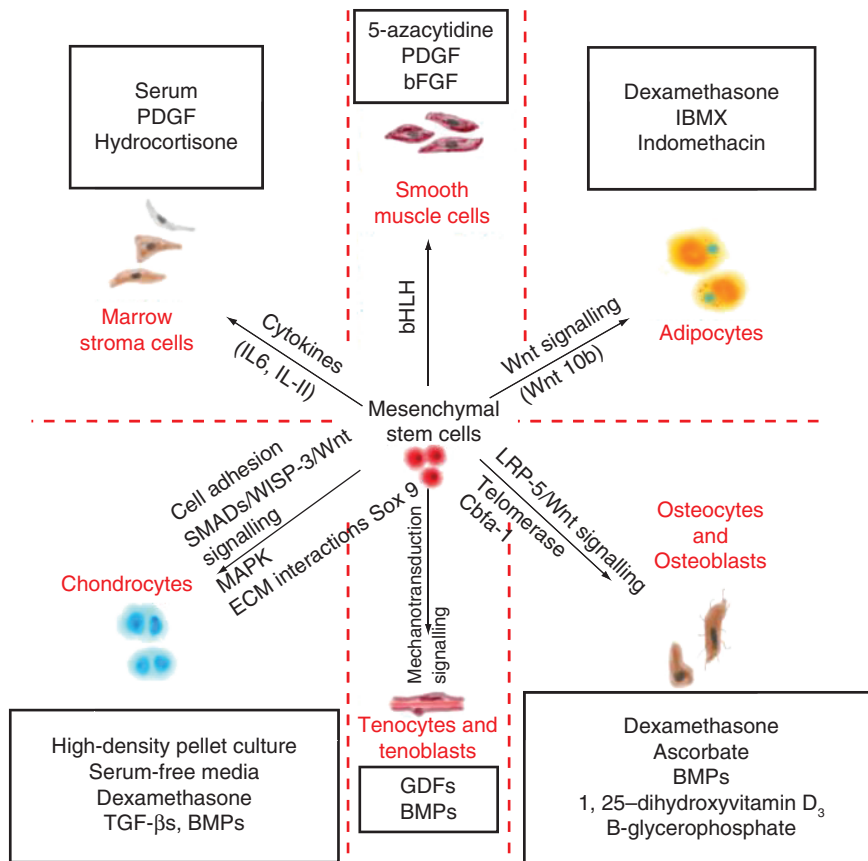 Serum
PDGF
Hydrocortisone
5-azacytidine
PDGF
bFGF
Dexamethasone
IBMX
Indomethacin
Marrow
stroma cells
Smooth
muscle cells
Adipocytes
Cytokines
(IL6, IL-II)
bHLH
Wnt signalling
(Wnt 10b)
Mesenchymal
stem cells
Cell adhesion
SMADs/WISP-3/Wnt
signalling
MAPK
ECM interactions Sox 9
Mechanotransduction
signalling
LRP-5/Wnt signalling
Telomerase
Cbfa-1
Chondrocytes
Tenocytes and
tenoblasts
Osteocytes
and
Osteoblasts
High-density pellet culture
Serum-free media
Dexamethasone
TGF-βs, BMPs
GDFs
BMPs
Dexamethasone
Ascorbate
BMPs
1, 25–dihydroxyvitamin D₃
B-glycerophosphate